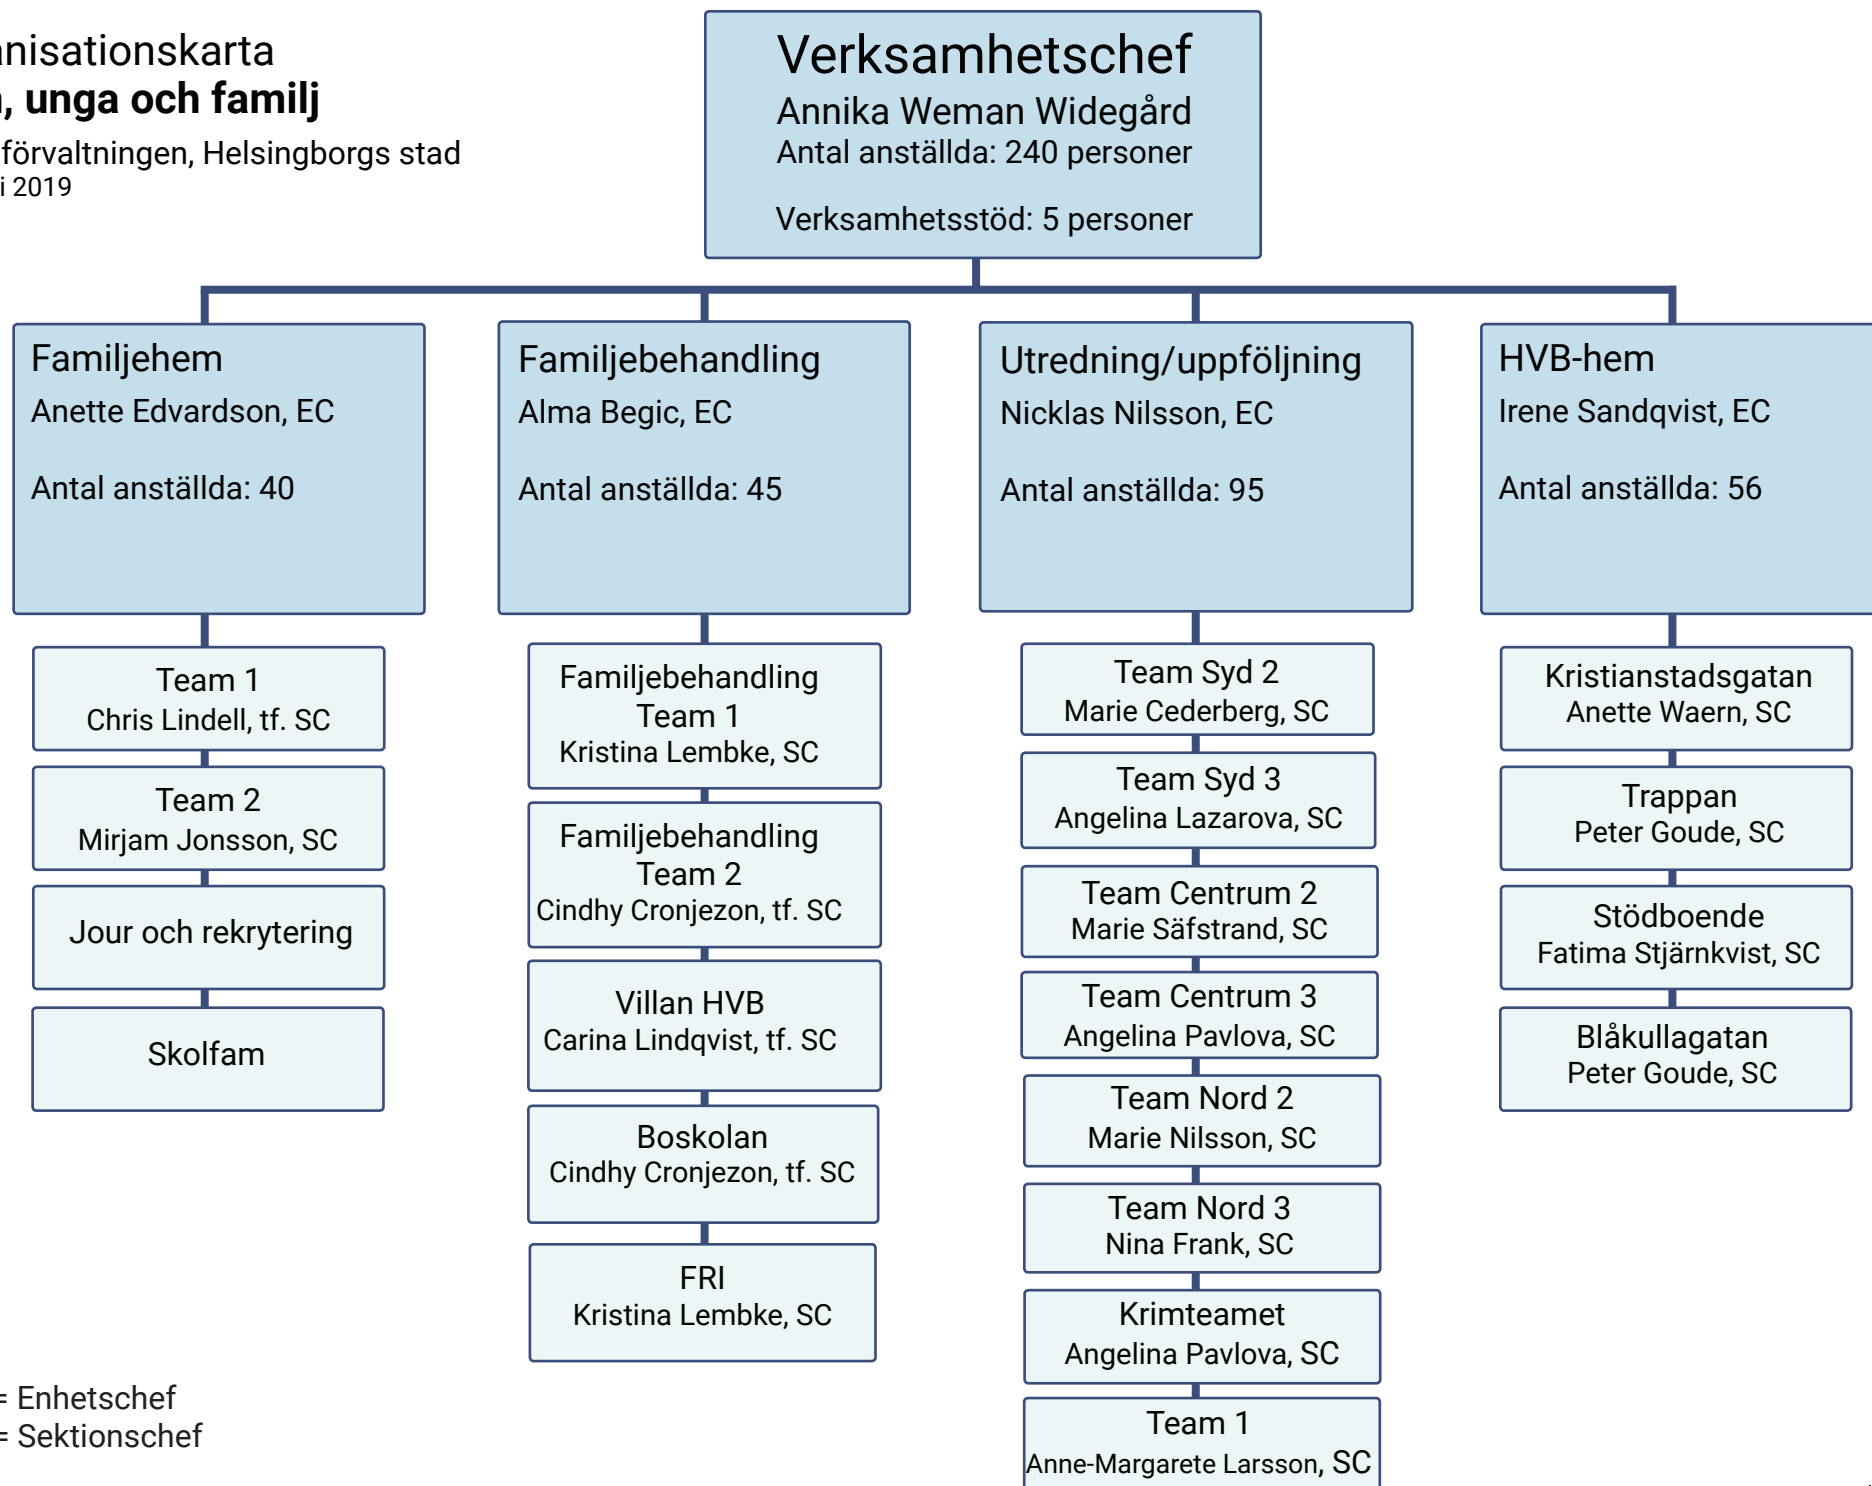 anisationskarta
, unga och familj
förvaltningen, Helsingborgs stad
i 2019
Verksamhetschef
Annika Weman Widegård
Antal anställda: 240 personer
Verksamhetsstöd: 5 personer
Familjehem
Anette Edvardson, EC
Antal anställda: 40
Team 1
Chris Lindell, tf. SC
Team 2
Mirjam Jonsson, SC
Jour och rekrytering
Skolfam
Familjebehandling
Alma Begic, EC
Antal anställda: 45
Familjebehandling
Team 1
Kristina Lembke, SC
Familjebehandling
Team 2
Cindhy Cronjezon, tf. SC
Villan HVB
Carina Lindqvist, tf. SC
Boskolan
Cindhy Cronjezon, tf. SC
FRI
Kristina Lembke, SC
Utredning/uppföljning
Nicklas Nilsson, EC
Antal anställda: 95
Team Syd 2
Marie Cederberg, SC
Team Syd 3
Angelina Lazarova, SC
Team Centrum 2
Marie Säfstrand, SC
Team Centrum 3
Angelina Pavlova, SC
Team Nord 2
Marie Nilsson, SC
Team Nord 3
Nina Frank, SC
Krimteamet
Angelina Pavlova, SC
Team 1
Anne-Margarete Larsson, SC
HVB-hem
Irene Sandqvist, EC
Antal anställda: 56
Kristianstadsgatan
Anette Waern, SC
Trappan
Peter Goude, SC
Stödboende
Fatima Stjärnkvist, SC
Blåkullagatan
Peter Goude, SC
= Enhetschef
= Sektionschef